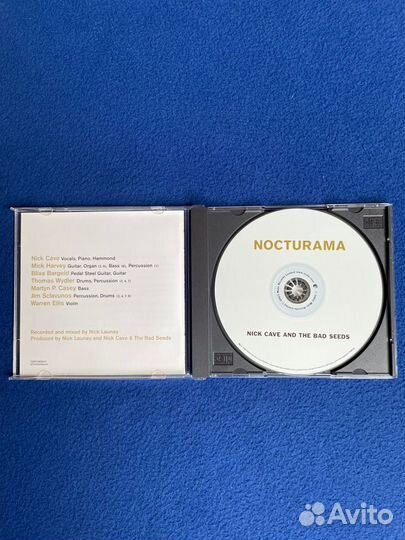 Nick Cave Vocals, Piano, Hammond
Mick Harvey Guitar, Organ Bass Percussion
Blixa Bargeld Pedal Steel Guitar, Guitar
Thomas Wydler Drums, Percussion
Martyn P. Casey Bass
Jim Sclavunos Percussion, Drums
Warren Ellis Violin
Recorded and mixed by Nick Launay
Produced by Nick Launay and Nick Cave & The Bad Seeds
NOCTURAMA
NICK CAVE AND THE BAD SEEDS
Avito